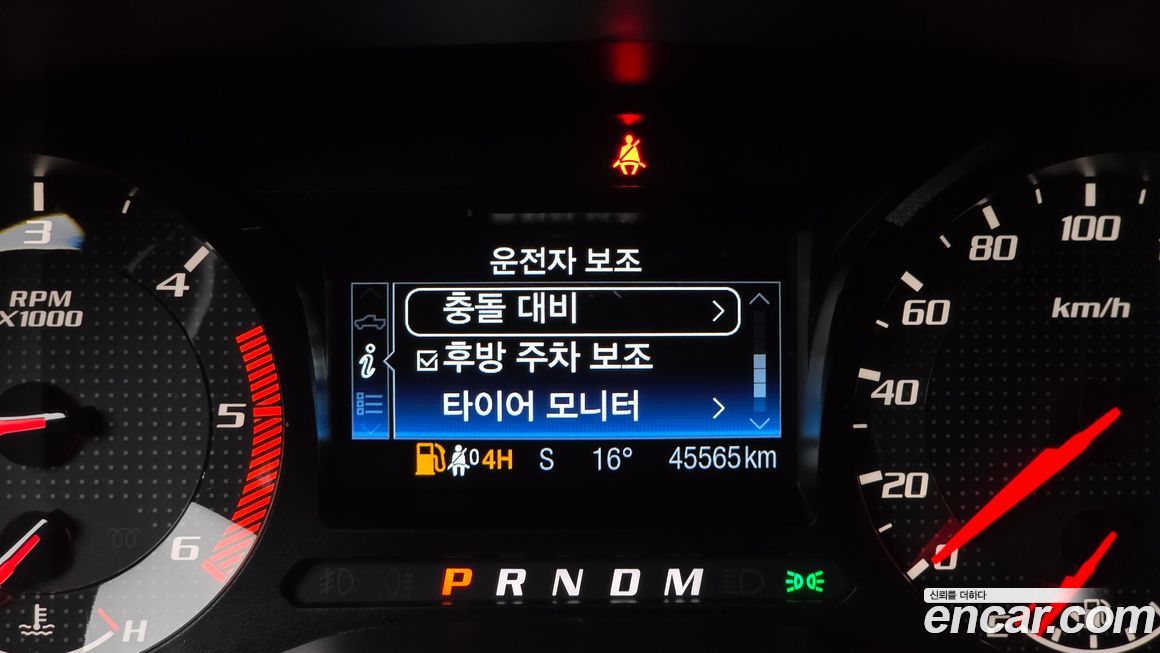 3
4
RPM
X1000
5
6
H
운전자 보조
충돌 대비
후방 주차 보조
타이어 모니터
0 4H S 16° 45565 km
P R N D M
100
80
km/h
60
40
20
0
E
신뢰를 더하다
encar.com